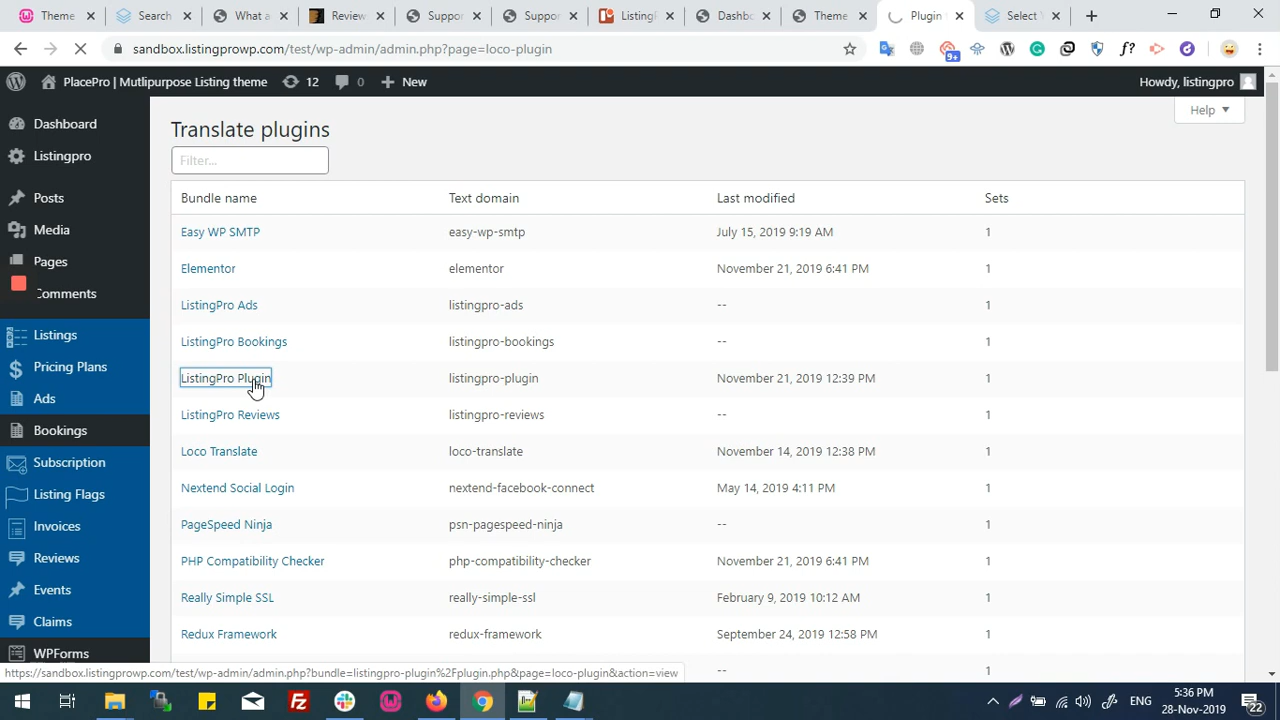 Theme
Search
What a
Review
Suppor
Suppor
ListingP
Dashbo
Theme
Plugin
Select Y
sandbox.listingprowp.com/test/wp-admin/admin.php?page=loco-plugin
9+
f?
PlacePro | Mutlipurpose Listing theme
12
0
New
Howdy, listingpro
Help
Dashboard
Listingpro
Posts
Media
Pages
Comments
Listings
Pricing Plans
Ads
Bookings
Subscription
Listing Flags
Invoices
Reviews
Events
Claims
WPForms
Translate plugins
Filter...
Bundle name Text domain Last modified Sets
Easy WP SMTP easy-wp-smtp July 15, 2019 9:19 AM 1
Elementor elementor November 21, 2019 6:41 PM 1
ListingPro Ads listingpro-ads -- 1
ListingPro Bookings listingpro-bookings -- 1
ListingPro Plugin listingpro-plugin November 21, 2019 12:39 PM 1
ListingPro Reviews listingpro-reviews -- 1
Loco Translate loco-translate November 14, 2019 12:38 PM 1
Nextend Social Login nextend-facebook-connect May 14, 2019 4:11 PM 1
PageSpeed Ninja psn-pagespeed-ninja -- 1
PHP Compatibility Checker php-compatibility-checker November 21, 2019 6:41 PM 1
Really Simple SSL really-simple-ssl February 9, 2019 10:12 AM 1
Redux Framework redux-framework September 24, 2019 12:58 PM 1
-- 1
https://sandbox.listingprowp.com/test/wp-admin/admin.php?bundle=listingpro-plugin%2Fplugin.php&page=loco-plugin&action=view
ENG
5:36 PM
28-Nov-2019
22